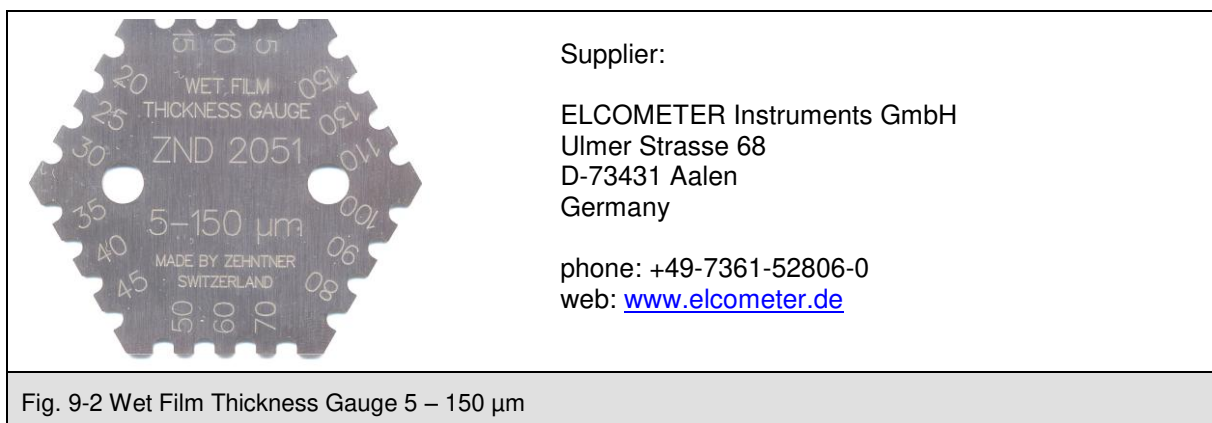 15 10 5
20 WET FILM 150
25 THICKNESS GAUGE 130
30 ZND 2051 110
35 5–150 µm 100
40 MADE BY ZEHNTNER 90
45 SWITZERLAND 80
50 60 70
Supplier:
ELCOMETER Instruments GmbH
Ulmer Strasse 68
D-73431 Aalen
Germany
phone: +49-7361-52806-0
web: www.elcometer.de
Fig. 9-2 Wet Film Thickness Gauge 5 – 150 µm